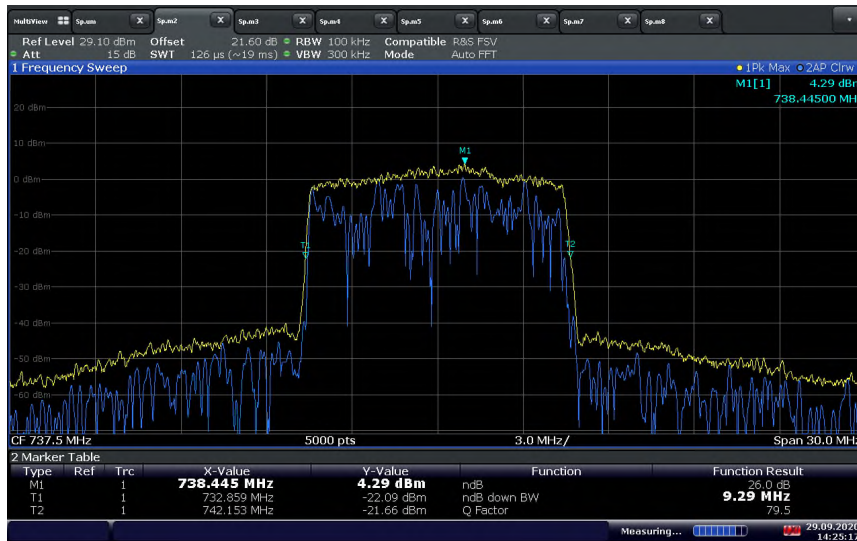 MultiView Sp.um X Sp.m2 X Sp.m3 X Sp.m4 X Sp.m5 X Sp.m6 X Sp.m7 X Sp.m8 X
Ref Level 29.10 dBm Offset 21.60 dB RBW 100 kHz Compatible R&S FSV
Att 15 dB SWT 126 µs (~19 ms) VBW 300 kHz Mode Auto FFT
1 Frequency Sweep 1Pk Max 2AP Clrw
M1[1] 4.29 dBm
738.44500 MH
20 dBm
10 dBm
M1
0 dBm
-10 dBm
T1 T2
-20 dBm
-30 dBm
-40 dBm
-50 dBm
-60 dBm
CF 737.5 MHz 5000 pts 3.0 MHz/ Span 30.0 MHz
2 Marker Table
Type Ref Trc X-Value Y-Value Function Function Result
M1 1 738.445 MHz 4.29 dBm ndB 26.0 dB
T1 1 732.859 MHz -22.09 dBm ndB down BW 9.29 MHz
T2 1 742.153 MHz -21.66 dBm Q Factor 79.5
Measuring... 29.09.2020
14:25:17